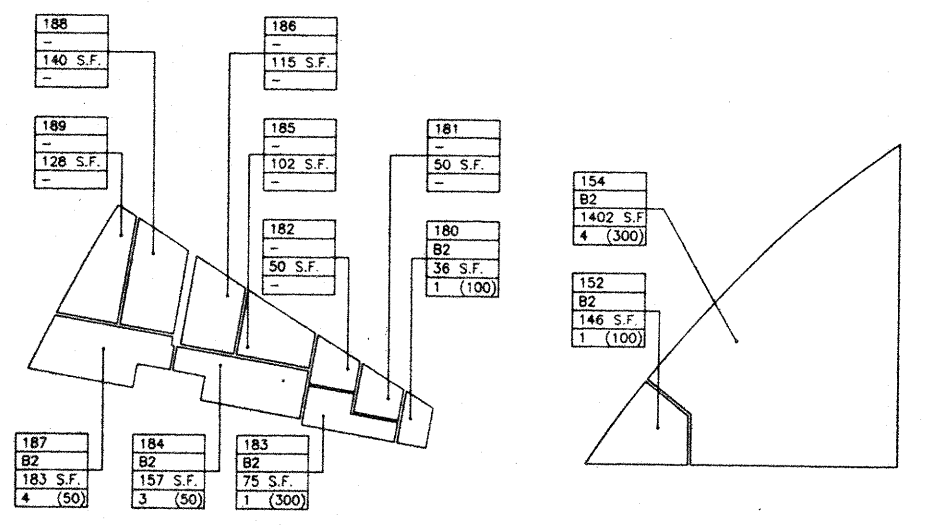 188
–
140 S.F.
–
186
–
115 S.F.
–
189
–
128 S.F.
–
185
–
102 S.F.
–
181
–
50 S.F.
–
182
–
50 S.F.
–
180
B2
36 S.F.
1 (100)
154
B2
1402 S.F
4 (300)
152
B2
146 S.F.
1 (100)
187
B2
183 S.F.
4 (50)
184
B2
157 S.F.
3 (50)
183
B2
75 S.F.
1 (300)